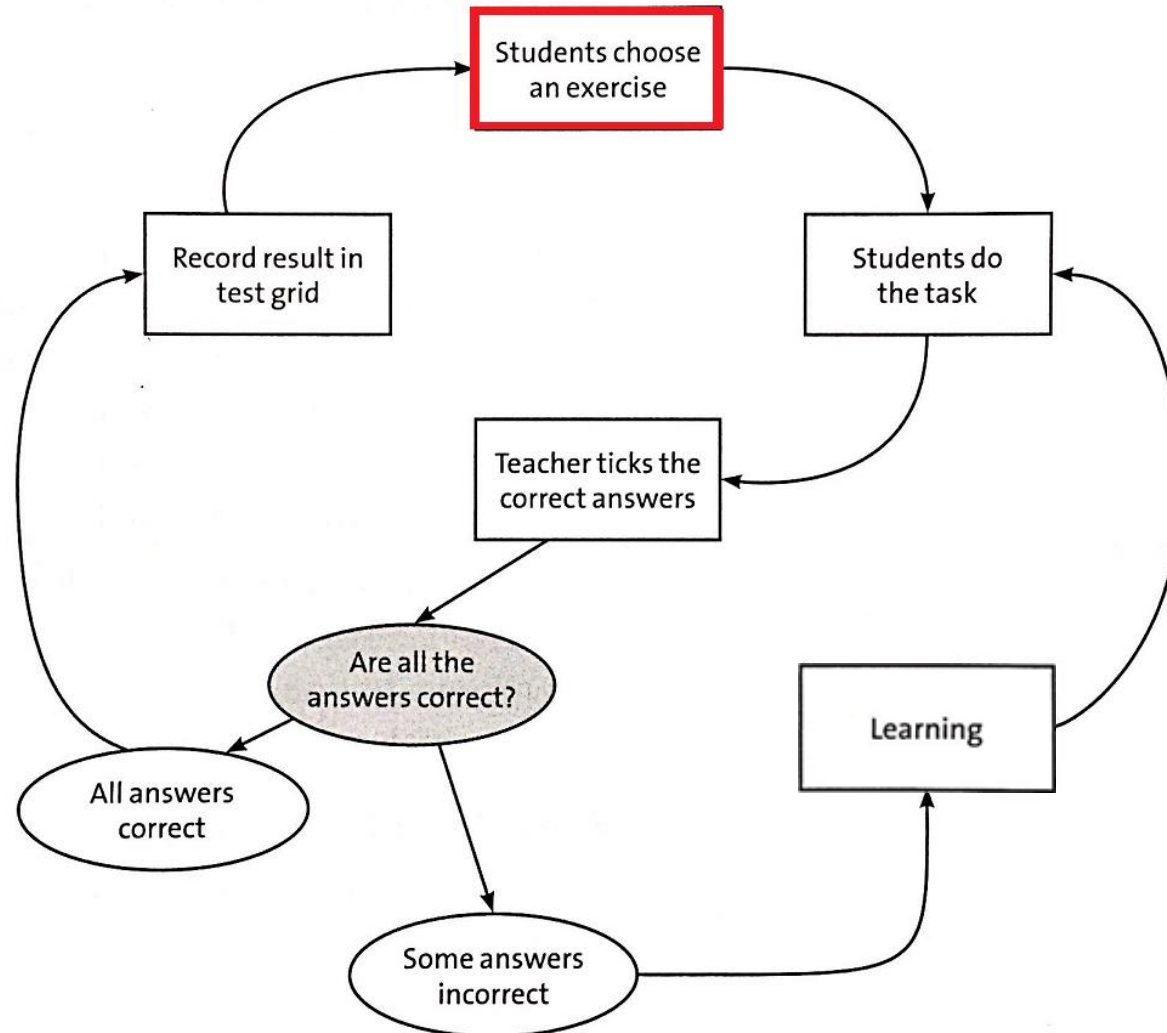 Students choose
an exercise
Record result in
test grid
Students do
the task
Teacher ticks the
correct answers
Are all the
answers correct?
Learning
All answers
correct
Some answers
incorrect